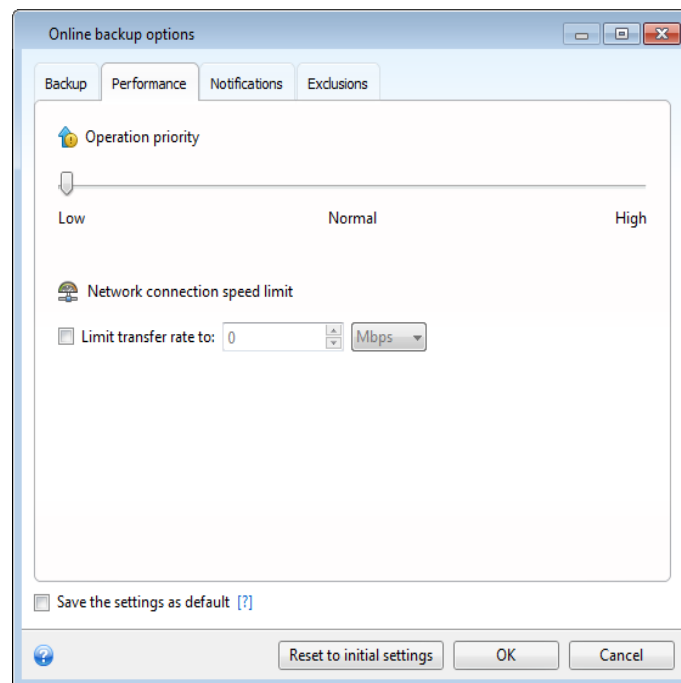 Online backup options
Backup Performance Notifications Exclusions
Operation priority
Low Normal High
Network connection speed limit
Limit transfer rate to: 0 Mbps
Save the settings as default [?]
Reset to initial settings OK Cancel